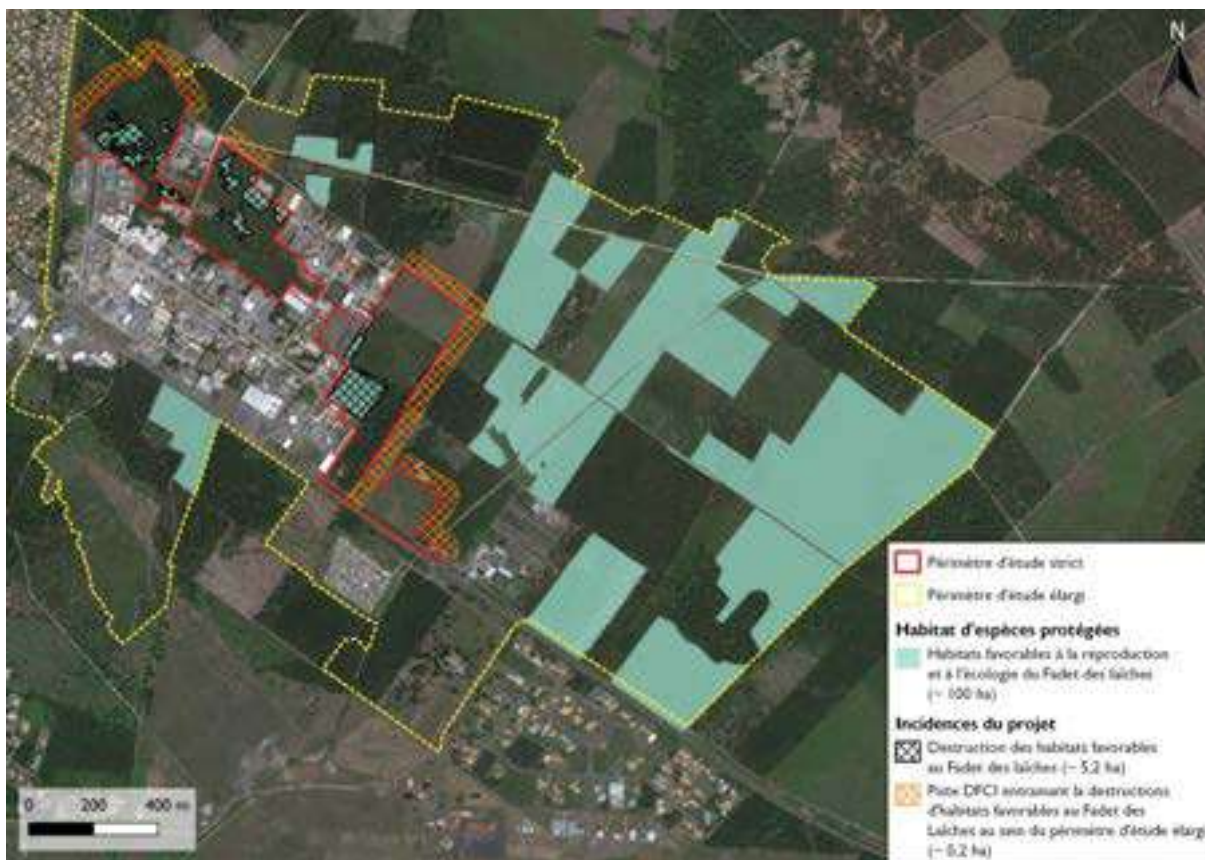 N
Périmètre d'étude strict
Périmètre d'étude élargi
Habitat d'espèces protégées
Habitats favorables à la reproduction
et à l'écologie du Fadet des laîches
(~ 100 ha)
Incidences du projet
Destruction des habitats favorables
au Fadet des laîches (~ 5,2 ha)
Piste DFCI entrainant la destructions
d'habitats favorables au Fadet des
Laîches au sein du périmètre d'étude élargi
(~ 0,2 ha)
0 200 400 m